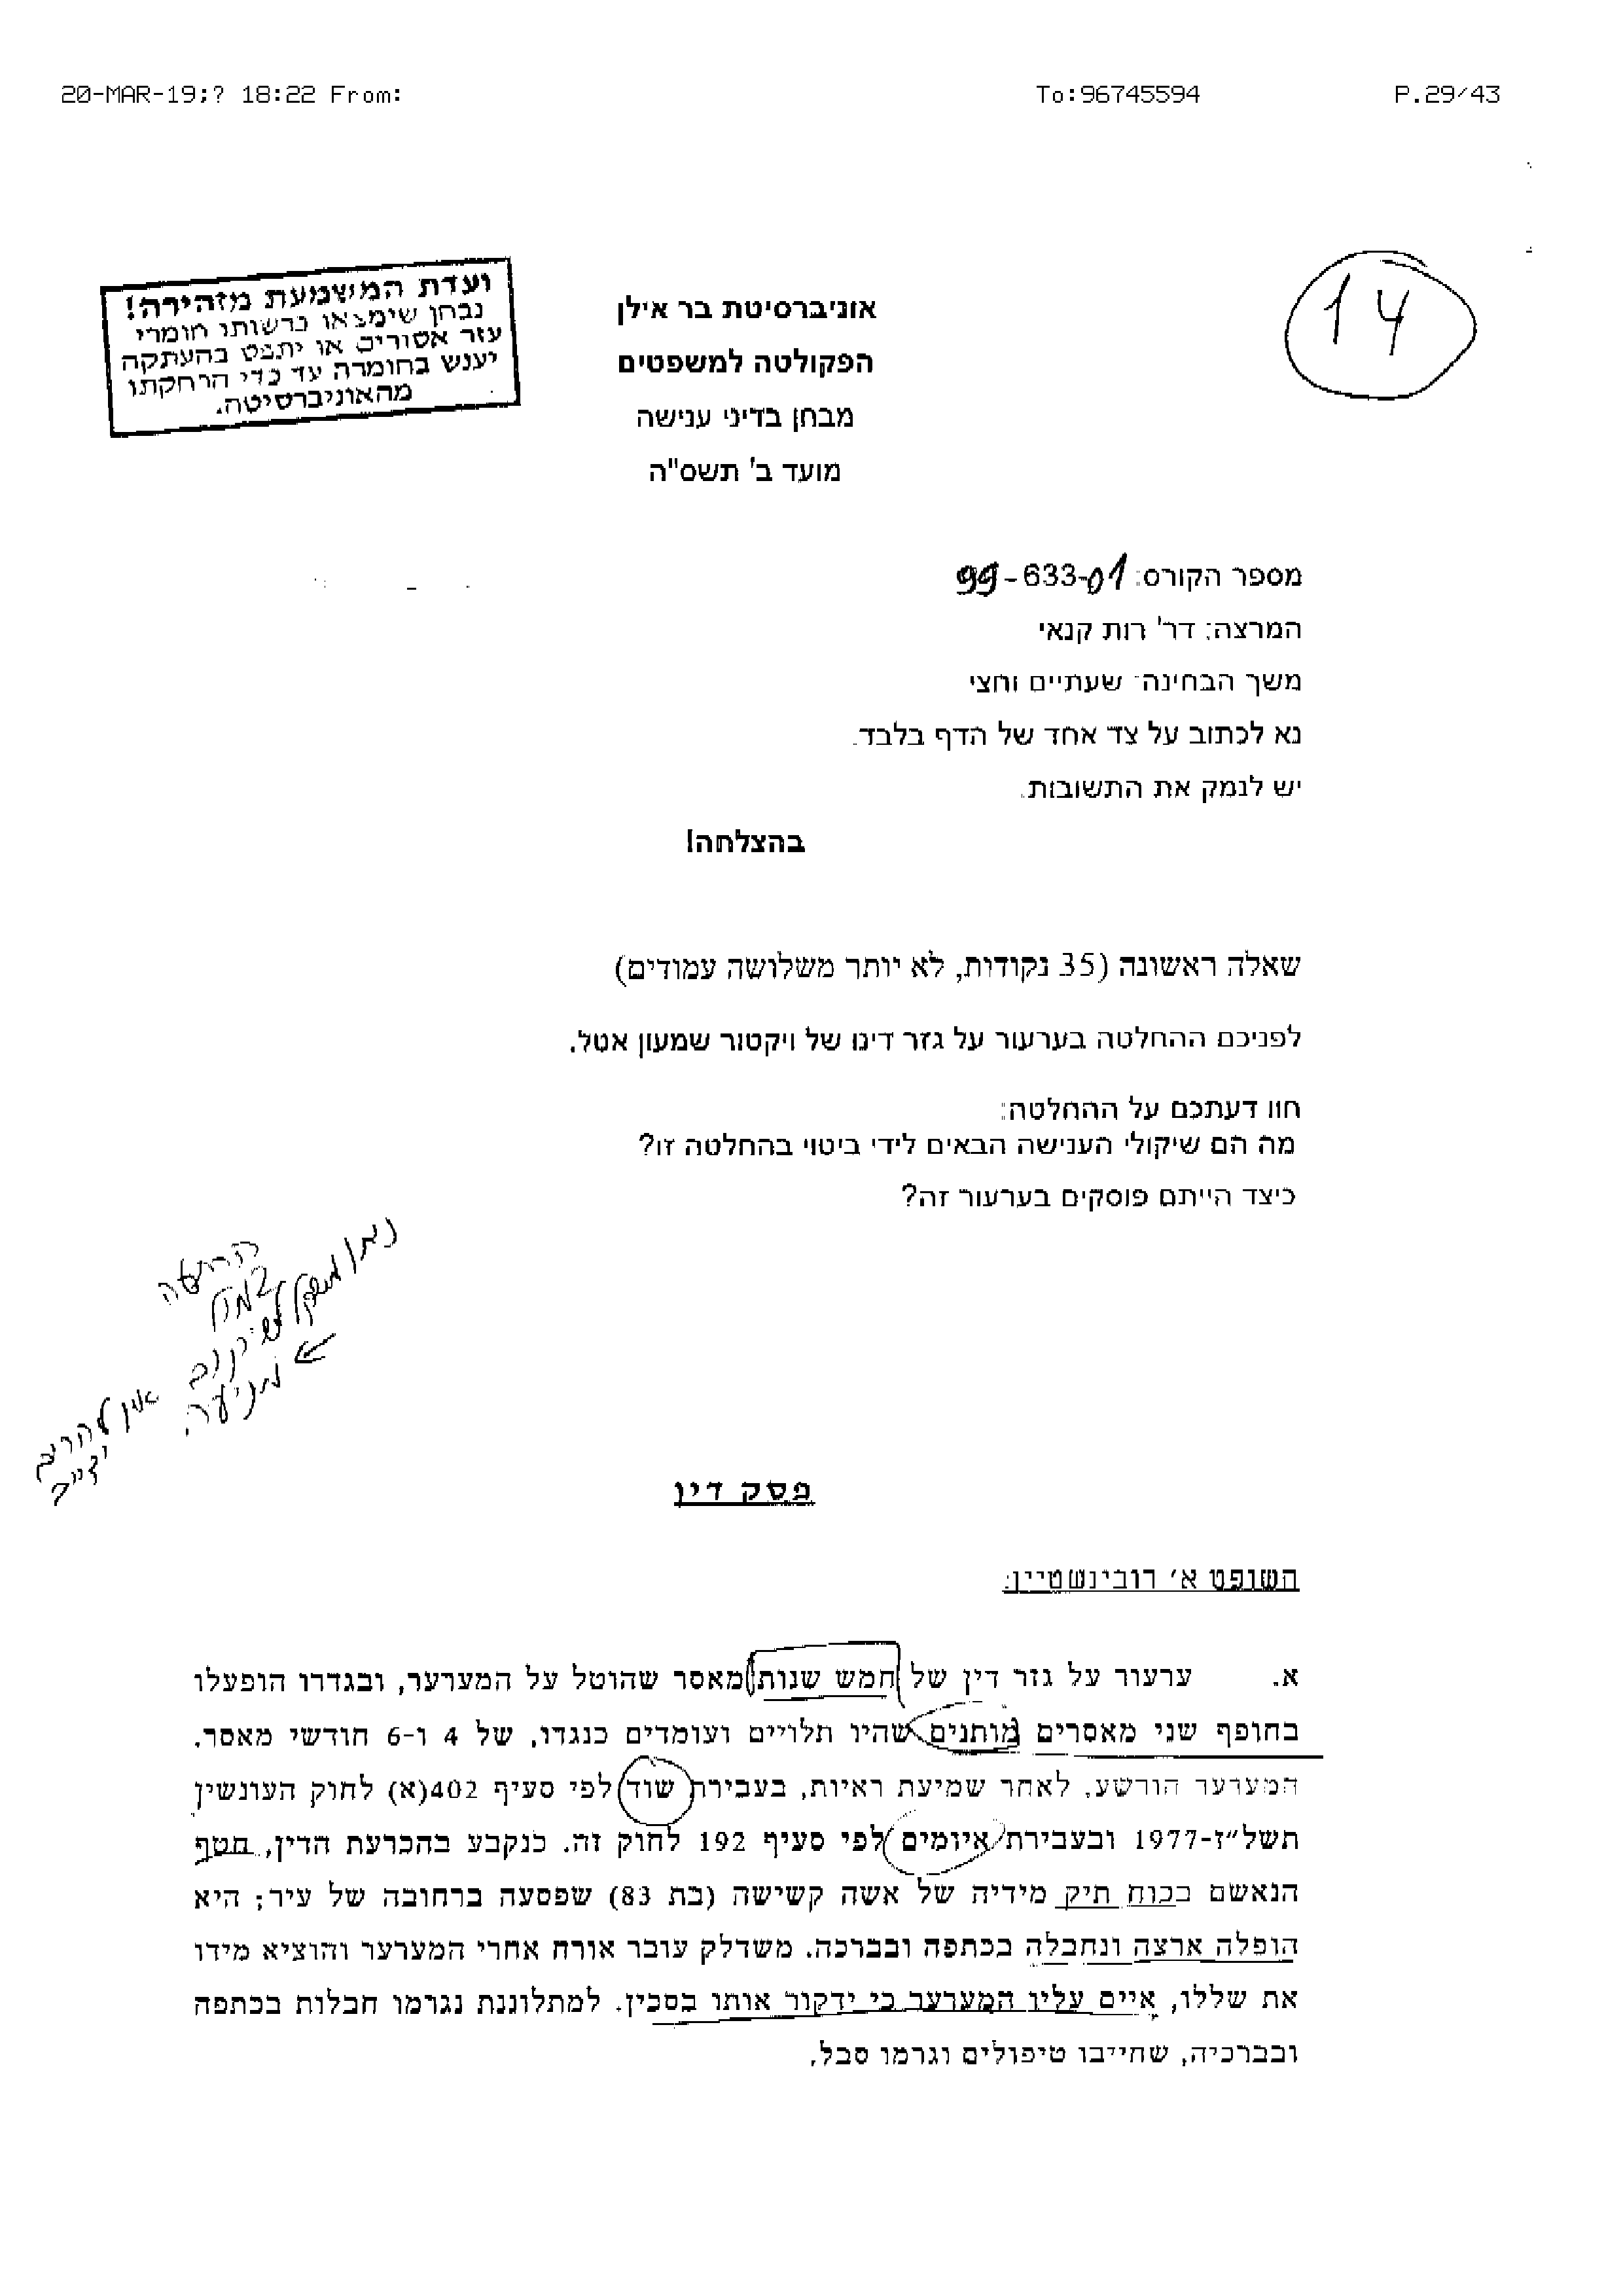 20-MAR-19;? 18:22 From: To:96745594 P.29/43
14
ועדת המשמעת מזהירה!
נבחן שימצאו ברשותו חומרי
עזר אסורים או יתפס בהעתקה
יענש בחומרה עד כדי הרחקתו
מהאוניברסיטה.
אוניברסיטת בר אילן
הפקולטה למשפטים
מבחן בדיני ענישה
מועד ב' תשס"ה
מספר הקורס: 99-633-01
המרצה: דר' רות קנאי
משך הבחינה: שעתיים וחצי
נא לכתוב על צד אחד של הדף בלבד.
יש לנמק את התשובות.
בהצלחה!
שאלה ראשונה (35 נקודות, לא יותר משלושה עמודים)
לפניכם ההחלטה בערעור על גזר דינו של ויקטור שמעון אטל.
חוו דעתכם על ההחלטה:
מה הם שיקולי הענישה הבאים לידי ביטוי בהחלטה זו?
כיצד הייתם פוסקים בערעור זה?
הרתעה
מניעה
אין להרים
ידיים
פסק דין
השופט א' רובינשטיין:
א. ערעור על גזר דין של חמש שנות מאסר שהוטל על המערער, ובגדרו הופעלו
בחופף שני מאסרים מותנים שהיו תלויים ועומדים כנגדו, של 4 ו-6 חודשי מאסר.
המערער הורשע, לאחר שמיעת ראיות, בעבירת שוד לפי סעיף 402(א) לחוק העונשין
תשל"ז-1977 ובעבירת איומים לפי סעיף 192 לחוק זה. כנקבע בהכרעת הדין, חטף
הנאשם בכוח תיק מידיה של אשה קשישה (בת 83) שפסעה ברחובה של עיר; היא
הופלה ארצה ונחבלה בכתפה ובברכה. משדלק עובר אורח אחרי המערער והוציא מידו
את שללו, איים עליו המערער כי ידקור אותו בסכין. למתלוננת נגרמו חבלות בכתפה
ובברכיה, שחייבו טיפולים וגרמו סבל.